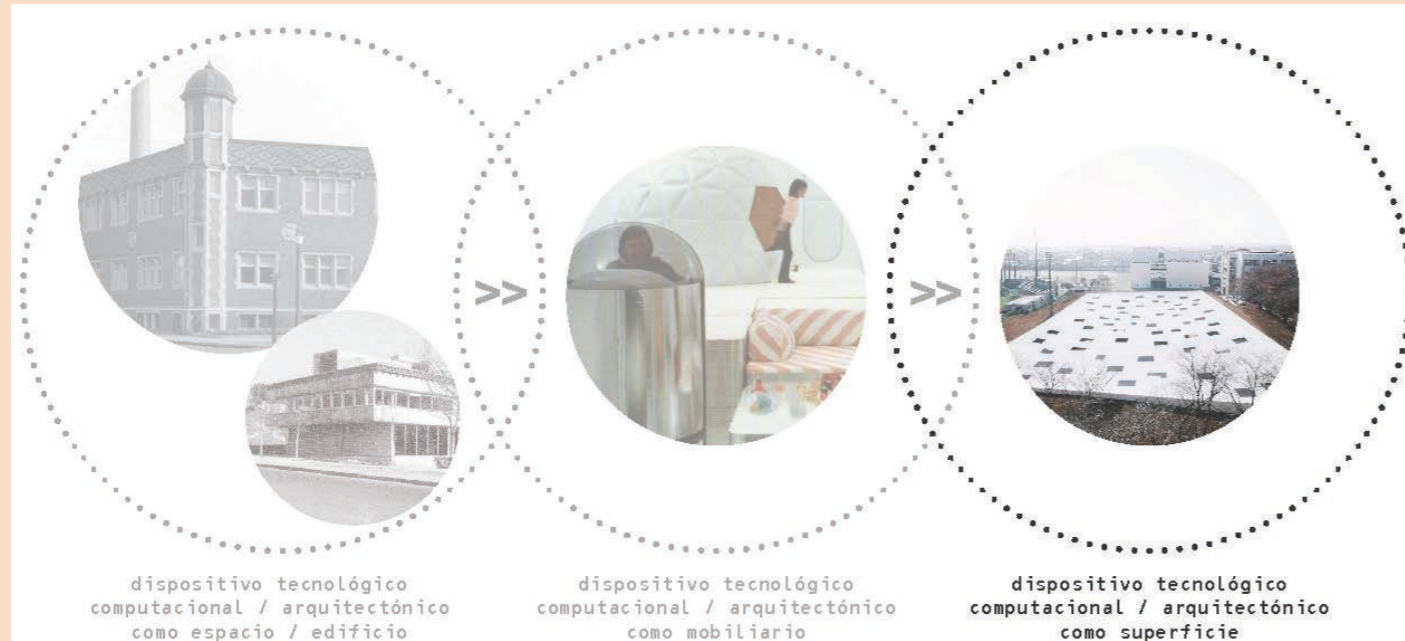 >>
>>
dispositivo tecnológico
computacional / arquitectónico
como espacio / edificio
dispositivo tecnológico
computacional / arquitectónico
como mobiliario
dispositivo tecnológico
computacional / arquitectónico
como superficie